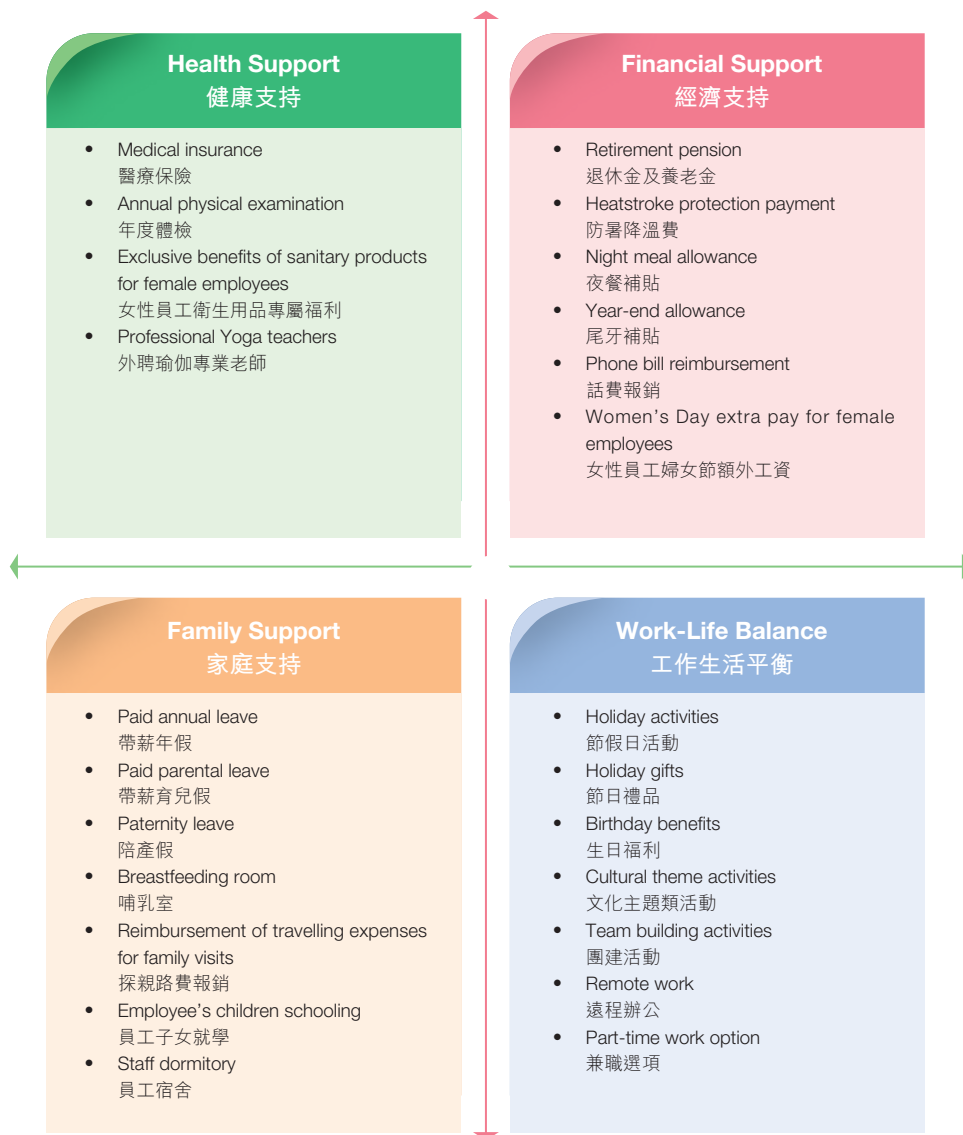 Health Support
健康支持
• Medical insurance
醫療保險
• Annual physical examination
年度體檢
• Exclusive benefits of sanitary products
for female employees
女性員工衛生用品專屬福利
• Professional Yoga teachers
外聘瑜伽專業老師
Financial Support
經濟支持
• Retirement pension
退休金及養老金
• Heatstroke protection payment
防暑降溫費
• Night meal allowance
夜餐補貼
• Year-end allowance
尾牙補貼
• Phone bill reimbursement
話費報銷
• Women's Day extra pay for female
employees
女性員工婦女節額外工資
Family Support
家庭支持
• Paid annual leave
帶薪年假
• Paid parental leave
帶薪育兒假
• Paternity leave
陪產假
• Breastfeeding room
哺乳室
• Reimbursement of travelling expenses
for family visits
探親路費報銷
• Employee's children schooling
員工子女就學
• Staff dormitory
員工宿舍
Work-Life Balance
工作生活平衡
• Holiday activities
節假日活動
• Holiday gifts
節日禮品
• Birthday benefits
生日福利
• Cultural theme activities
文化主題類活動
• Team building activities
團建活動
• Remote work
遠程辦公
• Part-time work option
兼職選項